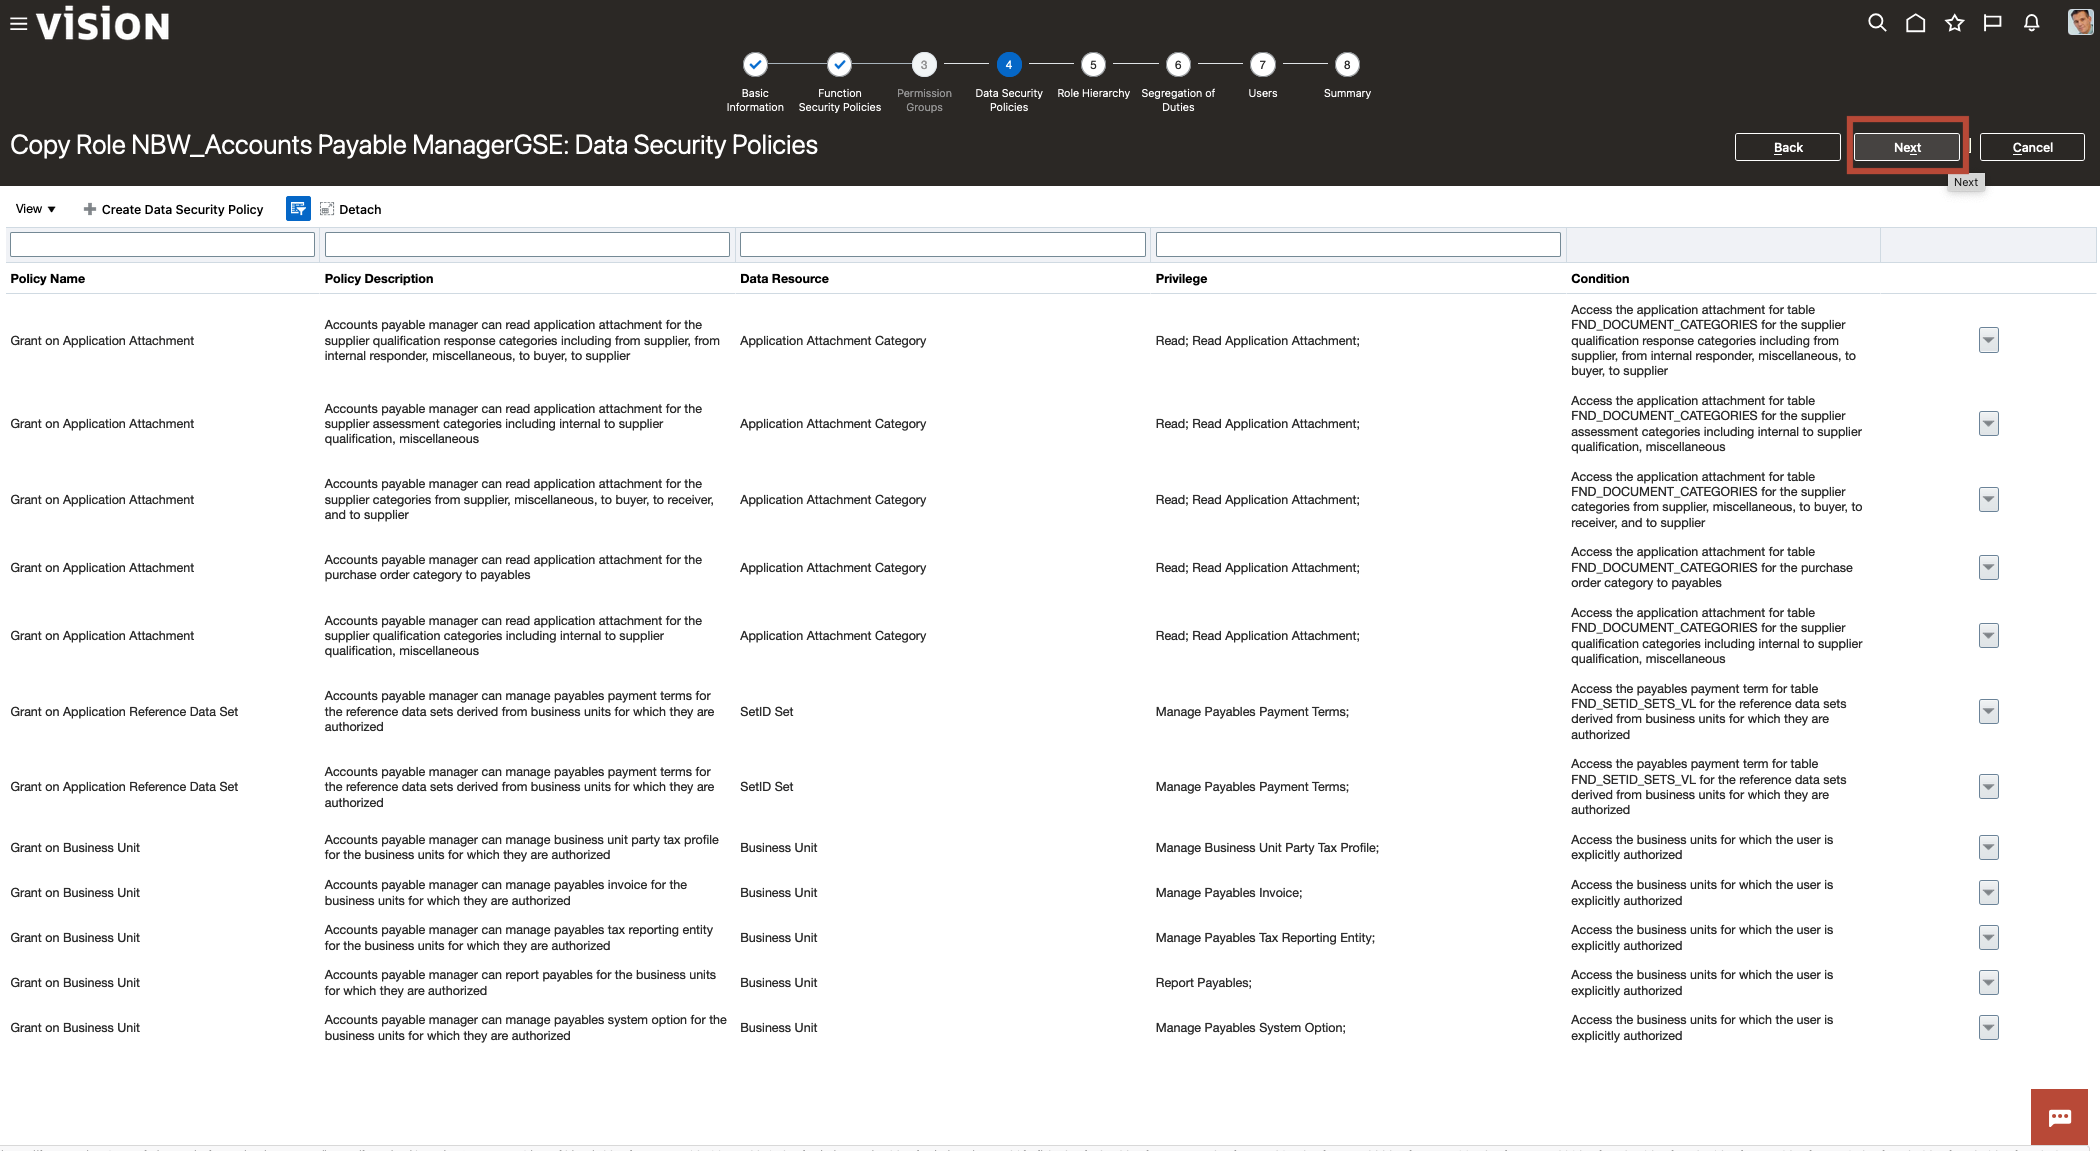 vision
3 4 5 6 7 8
Basic
Information
Function
Security Policies
Permission
Groups
Data Security
Policies
Role Hierarchy
Segregation of
Duties
Users
Summary
Copy Role NBW_Accounts Payable ManagerGSE: Data Security Policies
Back
Next
Cancel
Next
View
Create Data Security Policy
Detach
Policy Name Policy Description Data Resource Privilege Condition
Grant on Application Attachment
Accounts payable manager can read application attachment for the
supplier qualification response categories including from supplier, from
internal responder, miscellaneous, to buyer, to supplier
Application Attachment Category
Read; Read Application Attachment;
Access the application attachment for table
FND_DOCUMENT_CATEGORIES for the supplier
qualification response categories including from
supplier, from internal responder, miscellaneous, to
buyer, to supplier
Grant on Application Attachment
Accounts payable manager can read application attachment for the
supplier assessment categories including internal to supplier
qualification, miscellaneous
Application Attachment Category
Read; Read Application Attachment;
Access the application attachment for table
FND_DOCUMENT_CATEGORIES for the supplier
assessment categories including internal to supplier
qualification, miscellaneous
Grant on Application Attachment
Accounts payable manager can read application attachment for the
supplier categories from supplier, miscellaneous, to buyer, to receiver,
and to supplier
Application Attachment Category
Read; Read Application Attachment;
Access the application attachment for table
FND_DOCUMENT_CATEGORIES for the supplier
categories from supplier, miscellaneous, to buyer, to
receiver, and to supplier
Grant on Application Attachment
Accounts payable manager can read application attachment for the
purchase order category to payables
Application Attachment Category
Read; Read Application Attachment;
Access the application attachment for table
FND_DOCUMENT_CATEGORIES for the purchase
order category to payables
Grant on Application Attachment
Accounts payable manager can read application attachment for the
supplier qualification categories including internal to supplier
qualification, miscellaneous
Application Attachment Category
Read; Read Application Attachment;
Access the application attachment for table
FND_DOCUMENT_CATEGORIES for the supplier
qualification categories including internal to supplier
qualification, miscellaneous
Grant on Application Reference Data Set
Accounts payable manager can manage payables payment terms for
the reference data sets derived from business units for which they are
authorized
SetID Set
Manage Payables Payment Terms;
Access the payables payment term for table
FND_SETID_SETS_VL for the reference data sets
derived from business units for which they are
authorized
Grant on Application Reference Data Set
Accounts payable manager can manage payables payment terms for
the reference data sets derived from business units for which they are
authorized
SetID Set
Manage Payables Payment Terms;
Access the payables payment term for table
FND_SETID_SETS_VL for the reference data sets
derived from business units for which they are
authorized
Grant on Business Unit
Accounts payable manager can manage business unit party tax profile
for the business units for which they are authorized
Business Unit
Manage Business Unit Party Tax Profile;
Access the business units for which the user is
explicitly authorized
Grant on Business Unit
Accounts payable manager can manage payables invoice for the
business units for which they are authorized
Business Unit
Manage Payables Invoice;
Access the business units for which the user is
explicitly authorized
Grant on Business Unit
Accounts payable manager can manage payables tax reporting entity
for the business units for which they are authorized
Business Unit
Manage Payables Tax Reporting Entity;
Access the business units for which the user is
explicitly authorized
Grant on Business Unit
Accounts payable manager can report payables for the business units
for which they are authorized
Business Unit
Report Payables;
Access the business units for which the user is
explicitly authorized
Grant on Business Unit
Accounts payable manager can manage payables system option for the
business units for which they are authorized
Business Unit
Manage Payables System Option;
Access the business units for which the user is
explicitly authorized